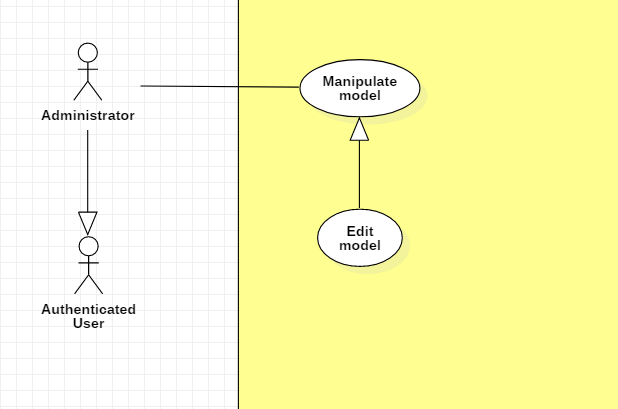 Manipulate
model
Administrator
Edit
model
Authenticated
User